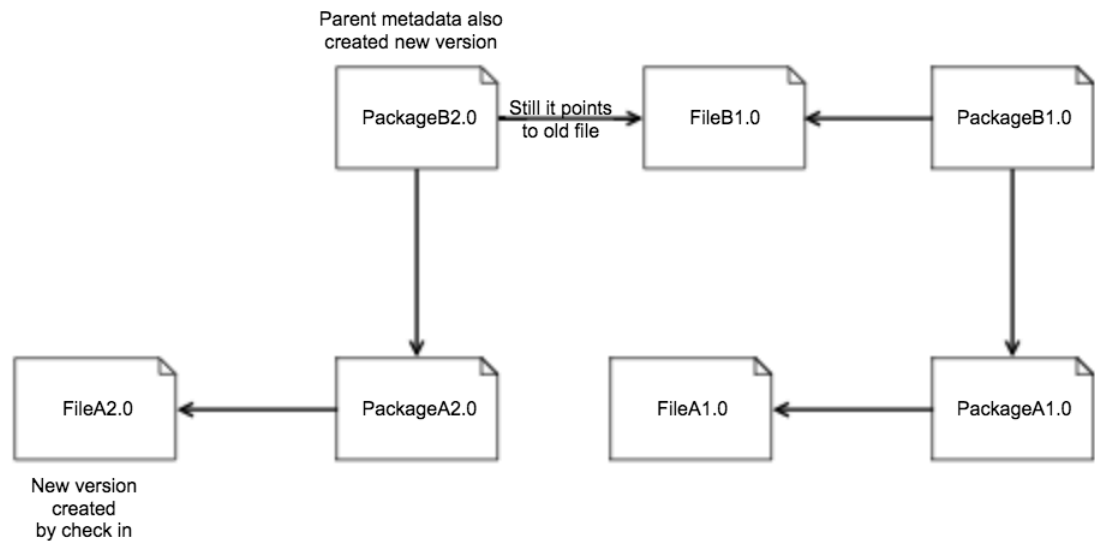 Parent metadata also
created new version
PackageB2.0
Still it points
to old file
FileB1.0
PackageB1.0
FileA2.0
PackageA2.0
FileA1.0
PackageA1.0
New version
created
by check in